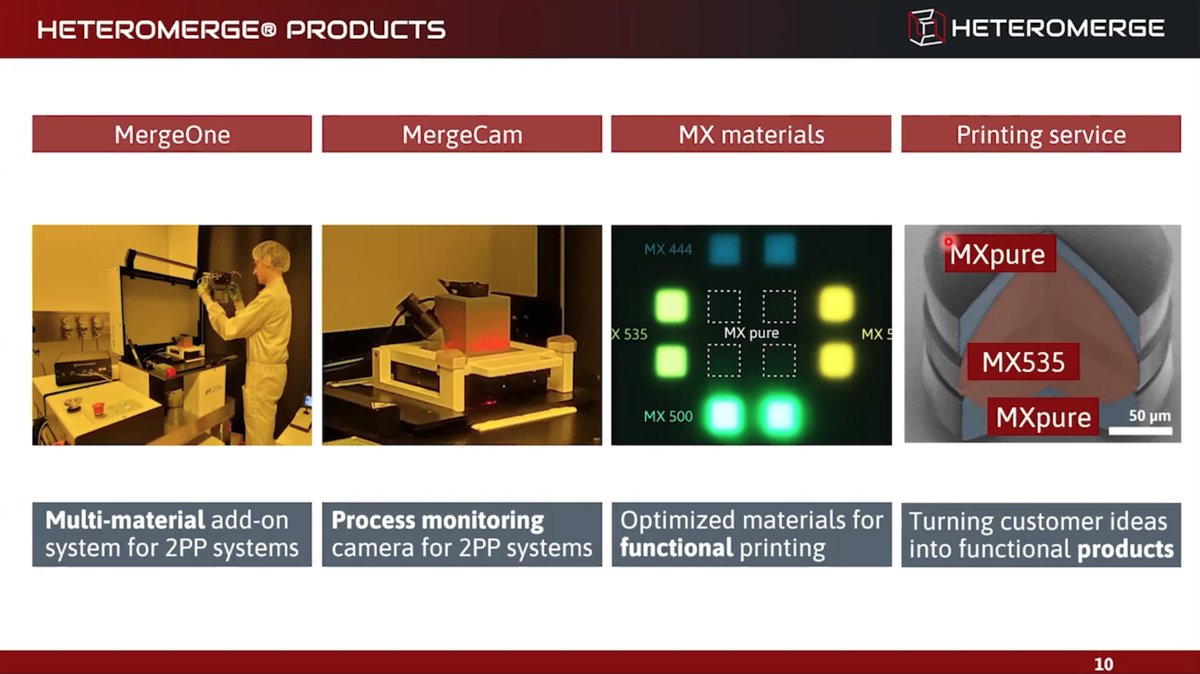 HETEROMERGE® PRODUCTS
HETEROMERGE
MergeOne
MergeCam
MX materials
Printing service
MX 444
X 535
MX pure
MX 5
MX 500
MXpure
MX535
MXpure
50 µm
Multi-material add-on
system for 2PP systems
Process monitoring
camera for 2PP systems
Optimized materials for
functional printing
Turning customer ideas
into functional products
10